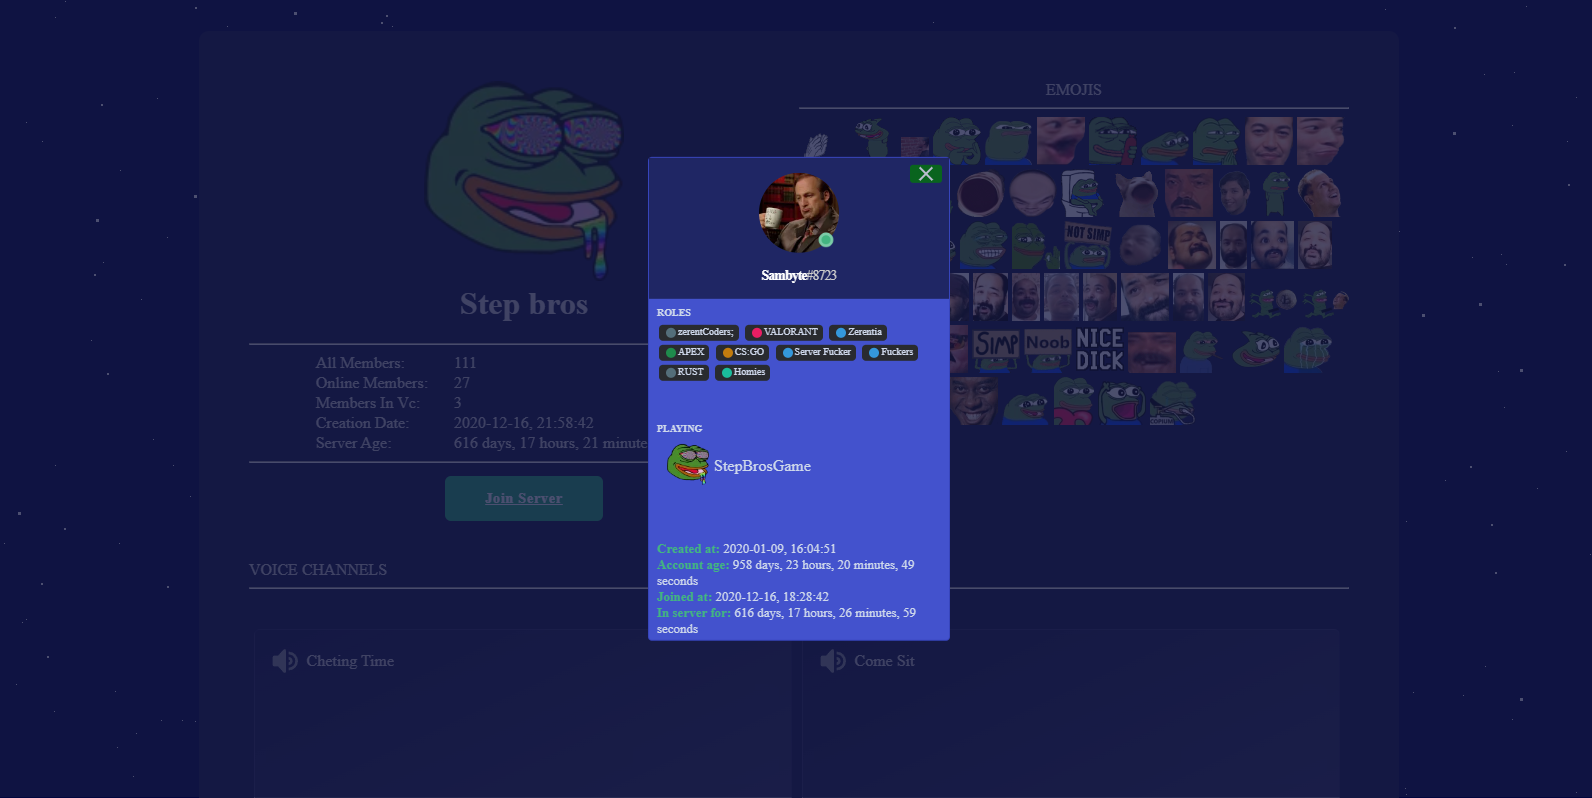 EMOJIS
NOT SIMP
SIMP
Noob
NICE
DICK
Step bros
All Members: 111
Online Members: 27
Members In Vc: 3
Creation Date: 2020-12-16, 21:58:42
Server Age: 616 days, 17 hours, 21 minute
Join Server
VOICE CHANNELS
Cheting Time
Come Sit
Sambyte#8723
ROLES
zerentCoders; VALORANT Zerentia
APEX CS:GO Server Fucker Fuckers
RUST Homies
PLAYING
StepBrosGame
Created at: 2020-01-09, 16:04:51
Account age: 958 days, 23 hours, 20 minutes, 49
seconds
Joined at: 2020-12-16, 18:28:42
In server for: 616 days, 17 hours, 26 minutes, 59
seconds